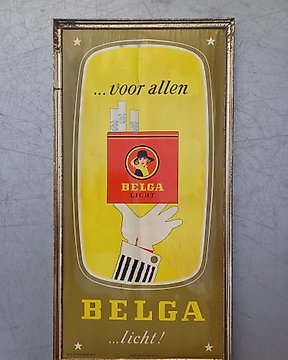 ...voor allen
BELGA
LICHT
BELGA
...licht!